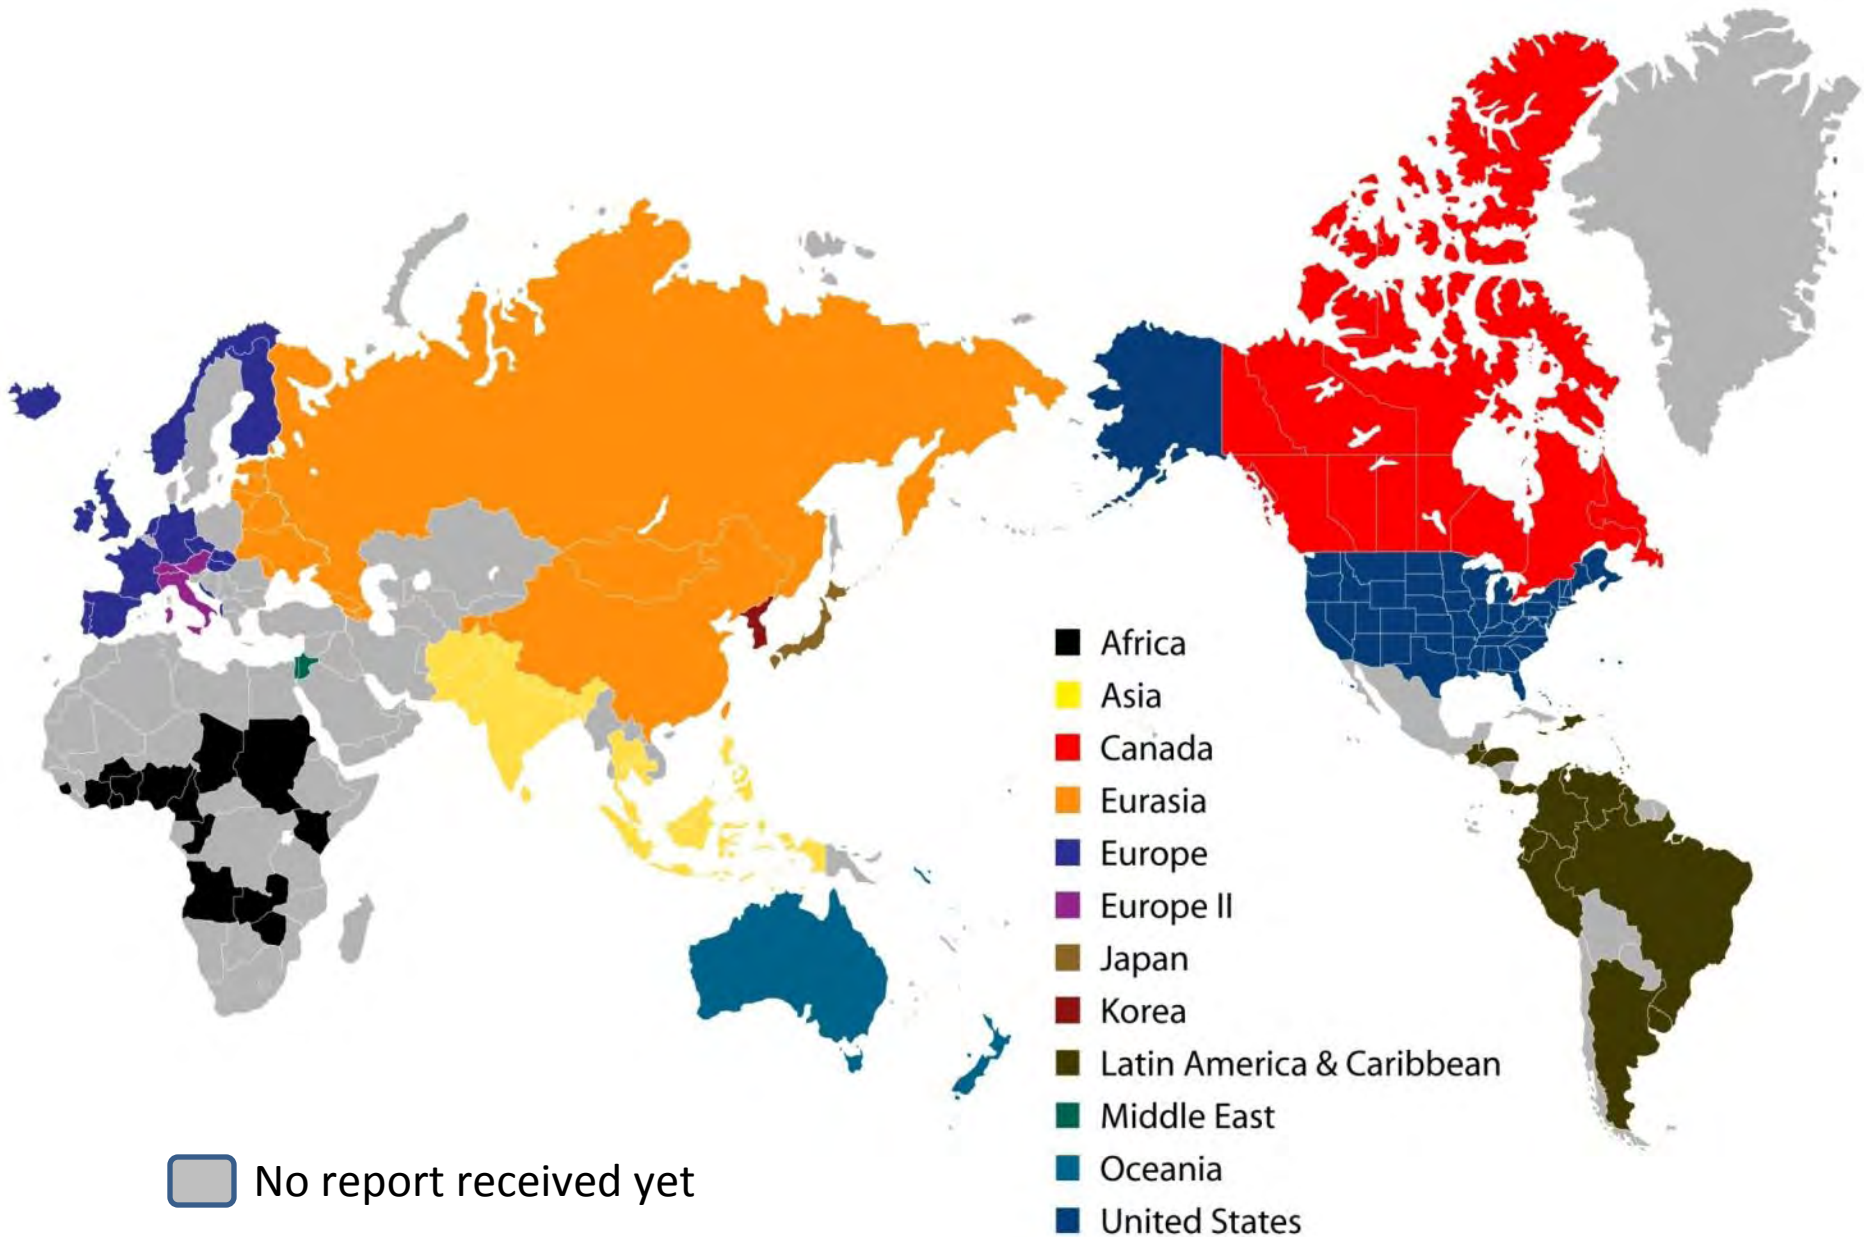 Africa
Asia
Canada
Eurasia
Europe
Europe II
Japan
Korea
Latin America & Caribbean
Middle East
Oceania
United States
No report received yet